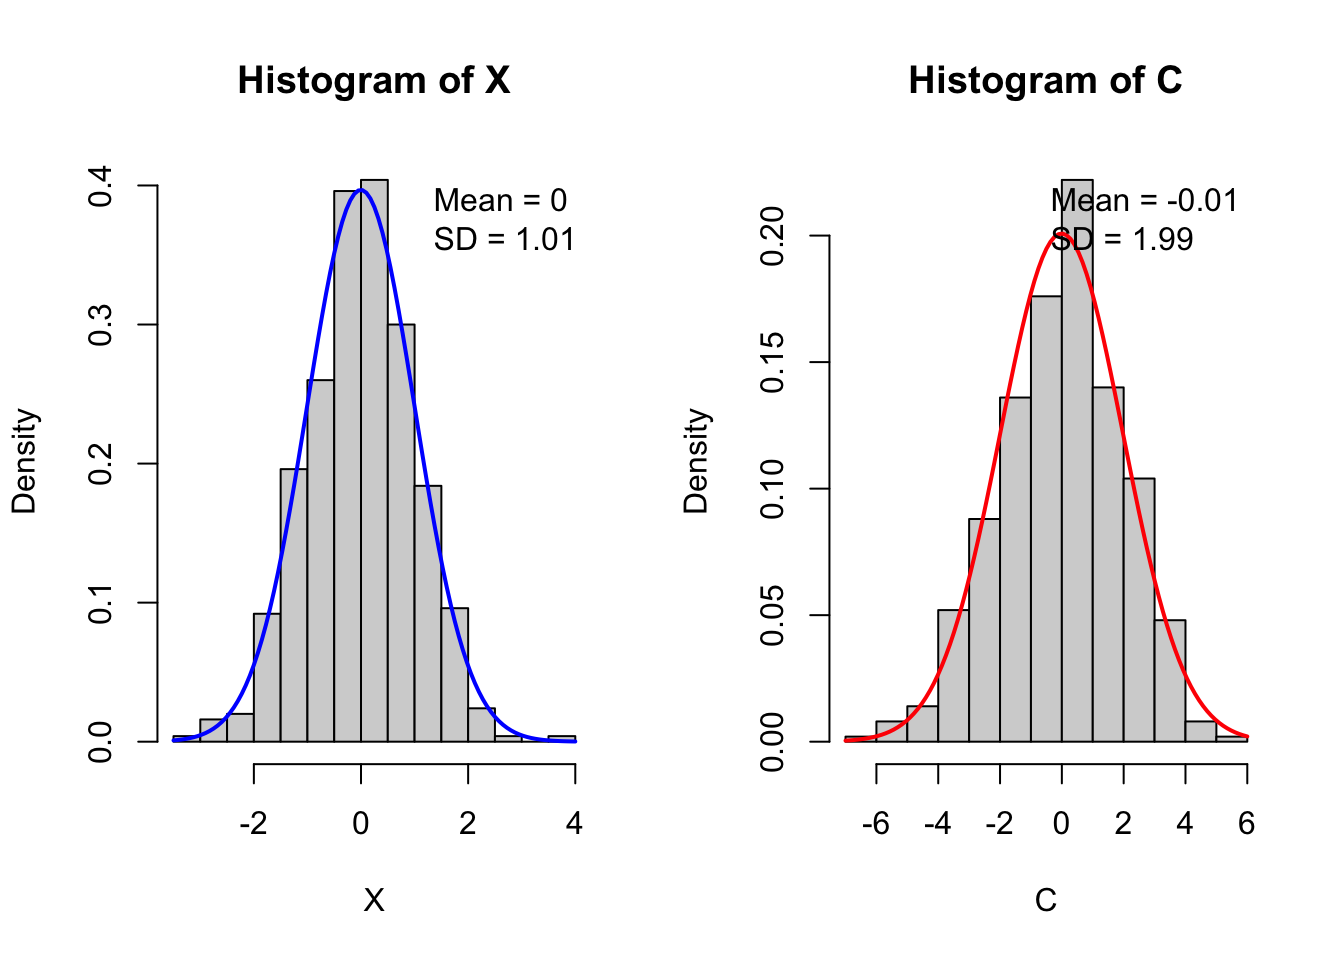 Histogram of X
Mean = 0
SD = 1.01
Density
0.4
0.3
0.2
0.1
0.0
-2 0 2 4
X
Histogram of C
Mean = -0.01
SD = 1.99
Density
0.20
0.15
0.10
0.05
0.00
-6 -4 -2 0 2 4 6
C